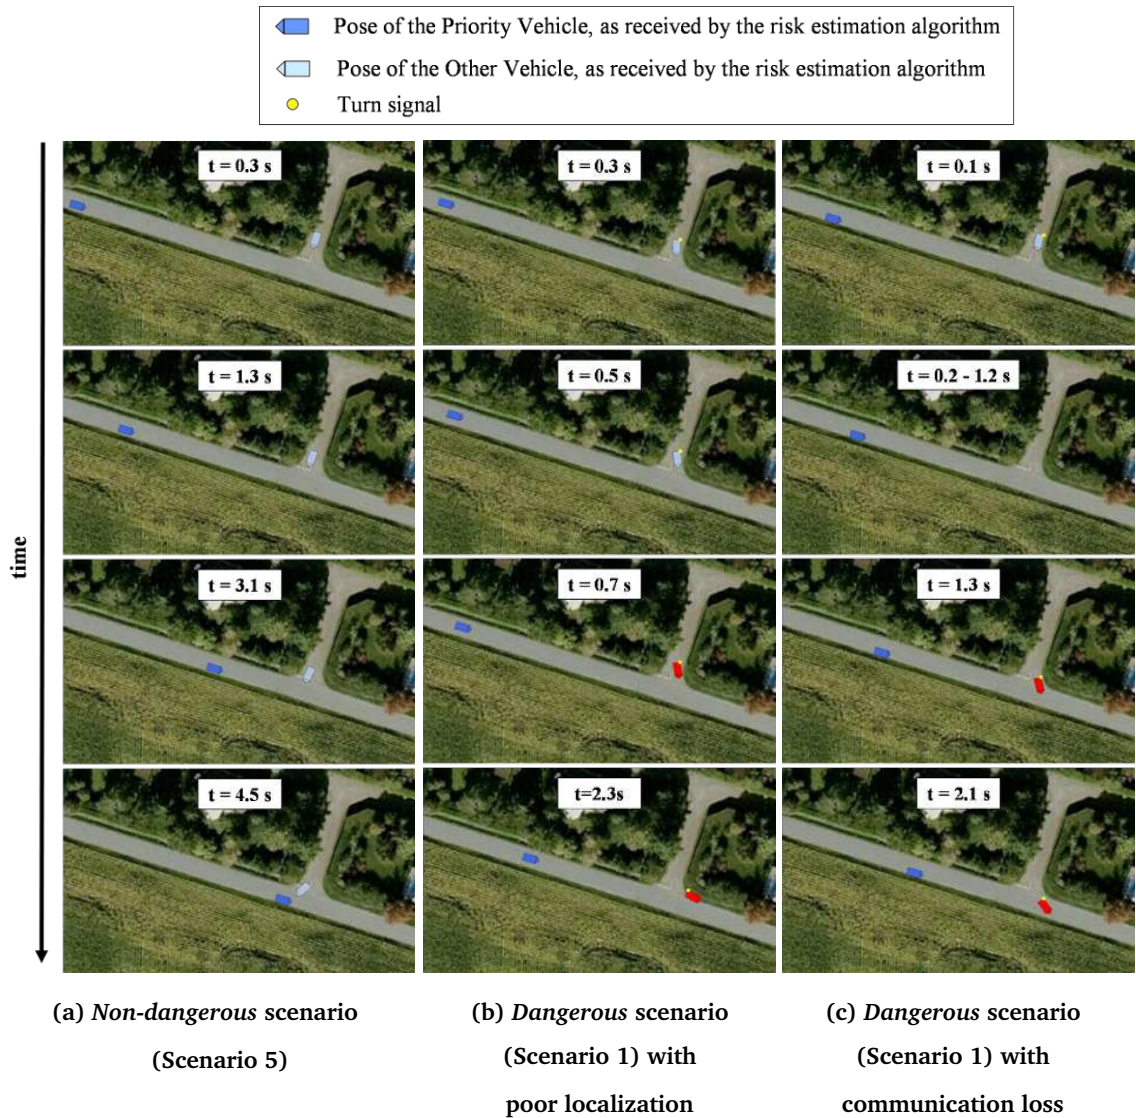 Pose of the Priority Vehicle, as received by the risk estimation algorithm
Pose of the Other Vehicle, as received by the risk estimation algorithm
Turn signal
time
t = 0.3 s
t = 1.3 s
t = 3.1 s
t = 4.5 s
(a) Non-dangerous scenario
(Scenario 5)
t = 0.3 s
t = 0.5 s
t = 0.7 s
t=2.3s
(b) Dangerous scenario
(Scenario 1) with
poor localization
t = 0.1 s
t = 0.2 - 1.2 s
t = 1.3 s
t = 2.1 s
(c) Dangerous scenario
(Scenario 1) with
communication loss